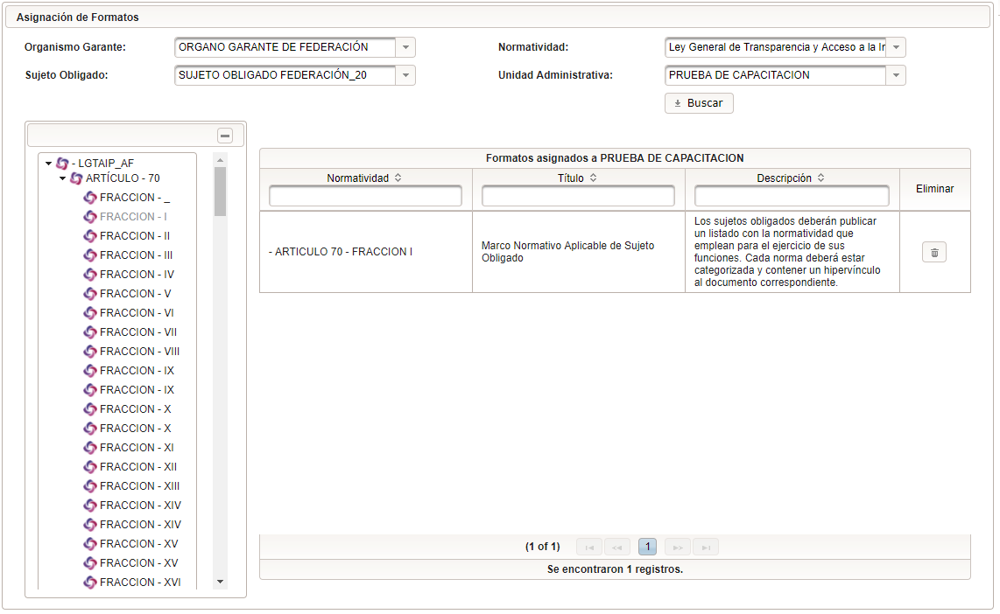 Asignación de Formatos
Organismo Garante:
ORGANO GARANTE DE FEDERACIÓN
Normatividad:
Ley General de Transparencia y Acceso a la Ir
Sujeto Obligado:
SUJETO OBLIGADO FEDERACIÓN_20
Unidad Administrativa:
PRUEBA DE CAPACITACION
Buscar
- LGTAIP_AF
ARTÍCULO - 70
FRACCION - _
FRACCION - I
FRACCION - II
FRACCION - III
FRACCION - IV
FRACCION - V
FRACCION - VI
FRACCION - VII
FRACCION - VIII
FRACCION - IX
FRACCION - IX
FRACCION - X
FRACCION - X
FRACCION - XI
FRACCION - XII
FRACCION - XIII
FRACCION - XIV
FRACCION - XIV
FRACCION - XV
FRACCION - XV
FRACCION - XVI
Formatos asignados a PRUEBA DE CAPACITACION
Normatividad
Título
Descripción
Eliminar
- ARTICULO 70 - FRACCION I
Marco Normativo Aplicable de Sujeto
Obligado
Los sujetos obligados deberán publicar
un listado con la normatividad que
emplean para el ejercicio de sus
funciones. Cada norma deberá estar
categorizada y contener un hipervínculo
al documento correspondiente.
(1 of 1)
1
Se encontraron 1 registros.